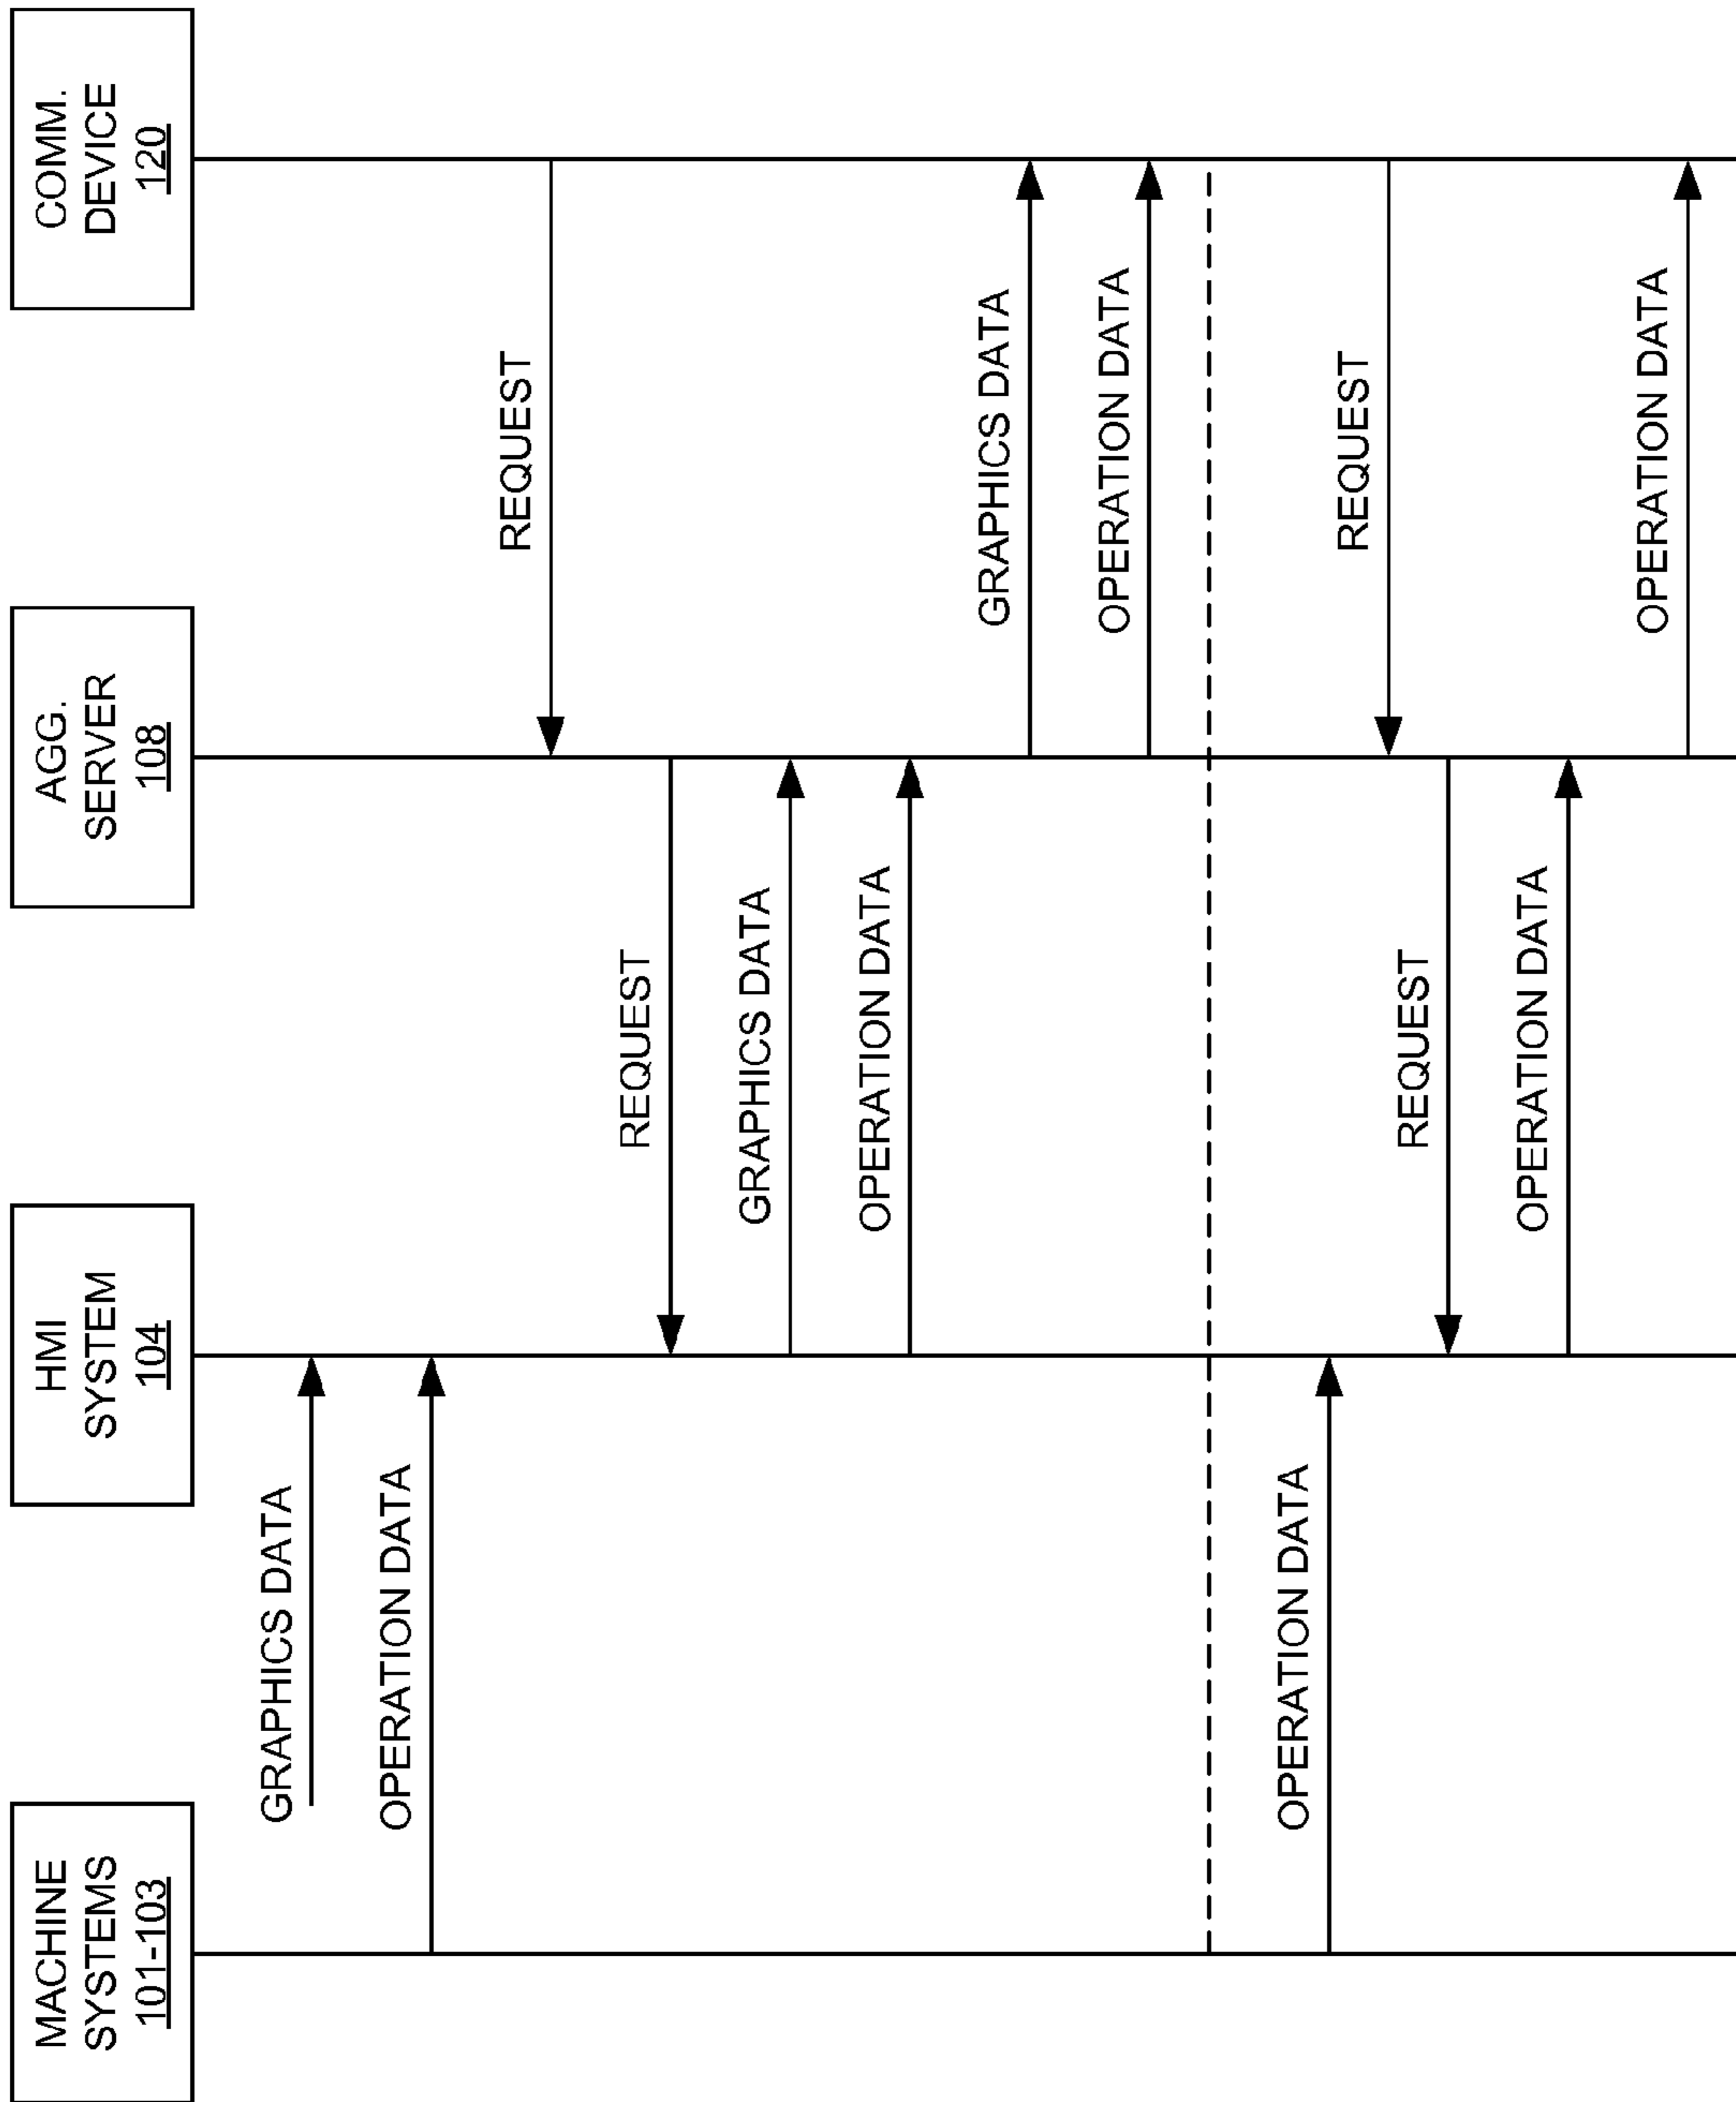 MACHINE
SYSTEMS
101-103
HMI
SYSTEM
104
AGG.
SERVER
108
COMM.
DEVICE
120
GRAPHICS DATA
OPERATION DATA
REQUEST
REQUEST
GRAPHICS DATA
OPERATION DATA
GRAPHICS DATA
OPERATION DATA
OPERATION DATA
REQUEST
REQUEST
OPERATION DATA
OPERATION DATA